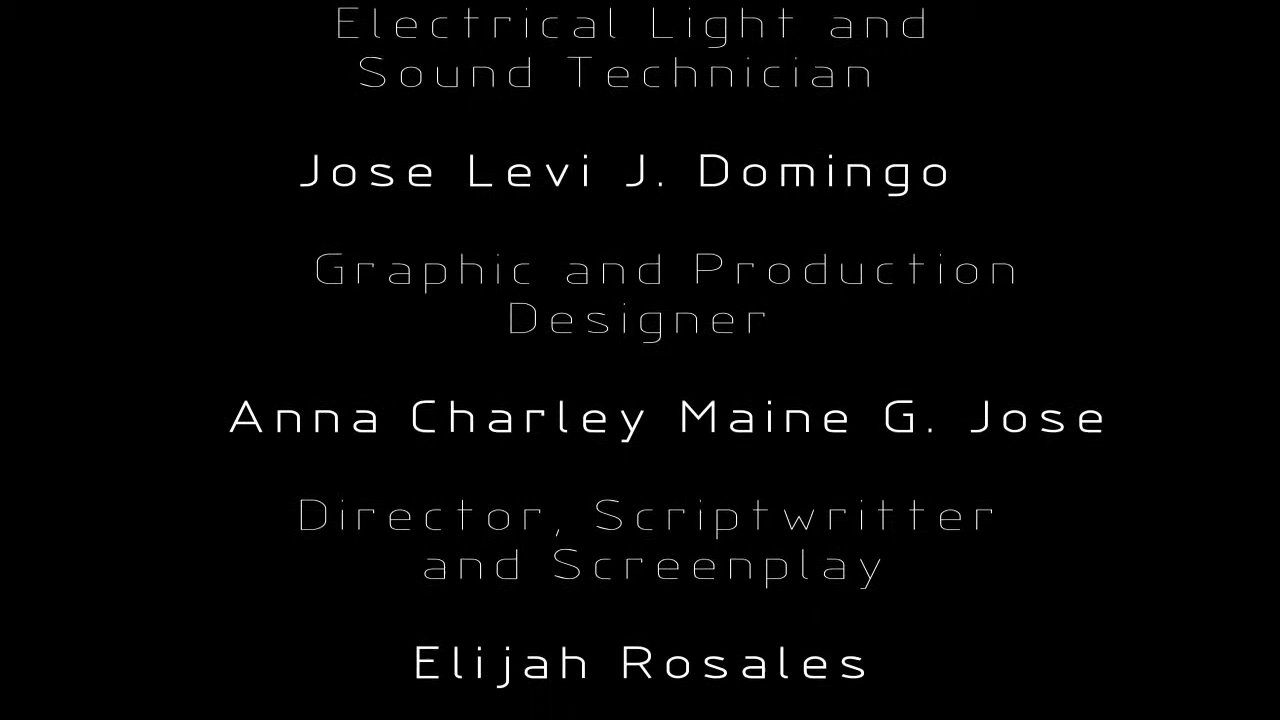 Electrical Light and
Sound Technician
Jose Levi J. Domingo
Graphic and Production
Designer
Anna Charley Maine G. Jose
Director, Scriptwritter
and Screenplay
Elijah Rosales